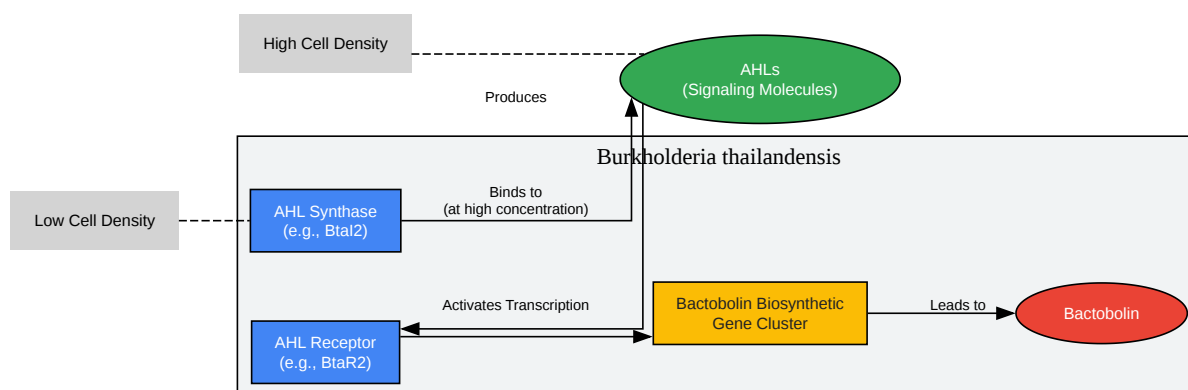 High Cell Density
AHLs
(Signaling Molecules)
Produces
Burkholderia thailandensis
Low Cell Density
AHL Synthase
(e.g., BtaI2)
Binds to
(at high concentration)
Activates Transcription
Bactobolin Biosynthetic
Gene Cluster
Leads to
Bactobolin
AHL Receptor
(e.g., BtaR2)